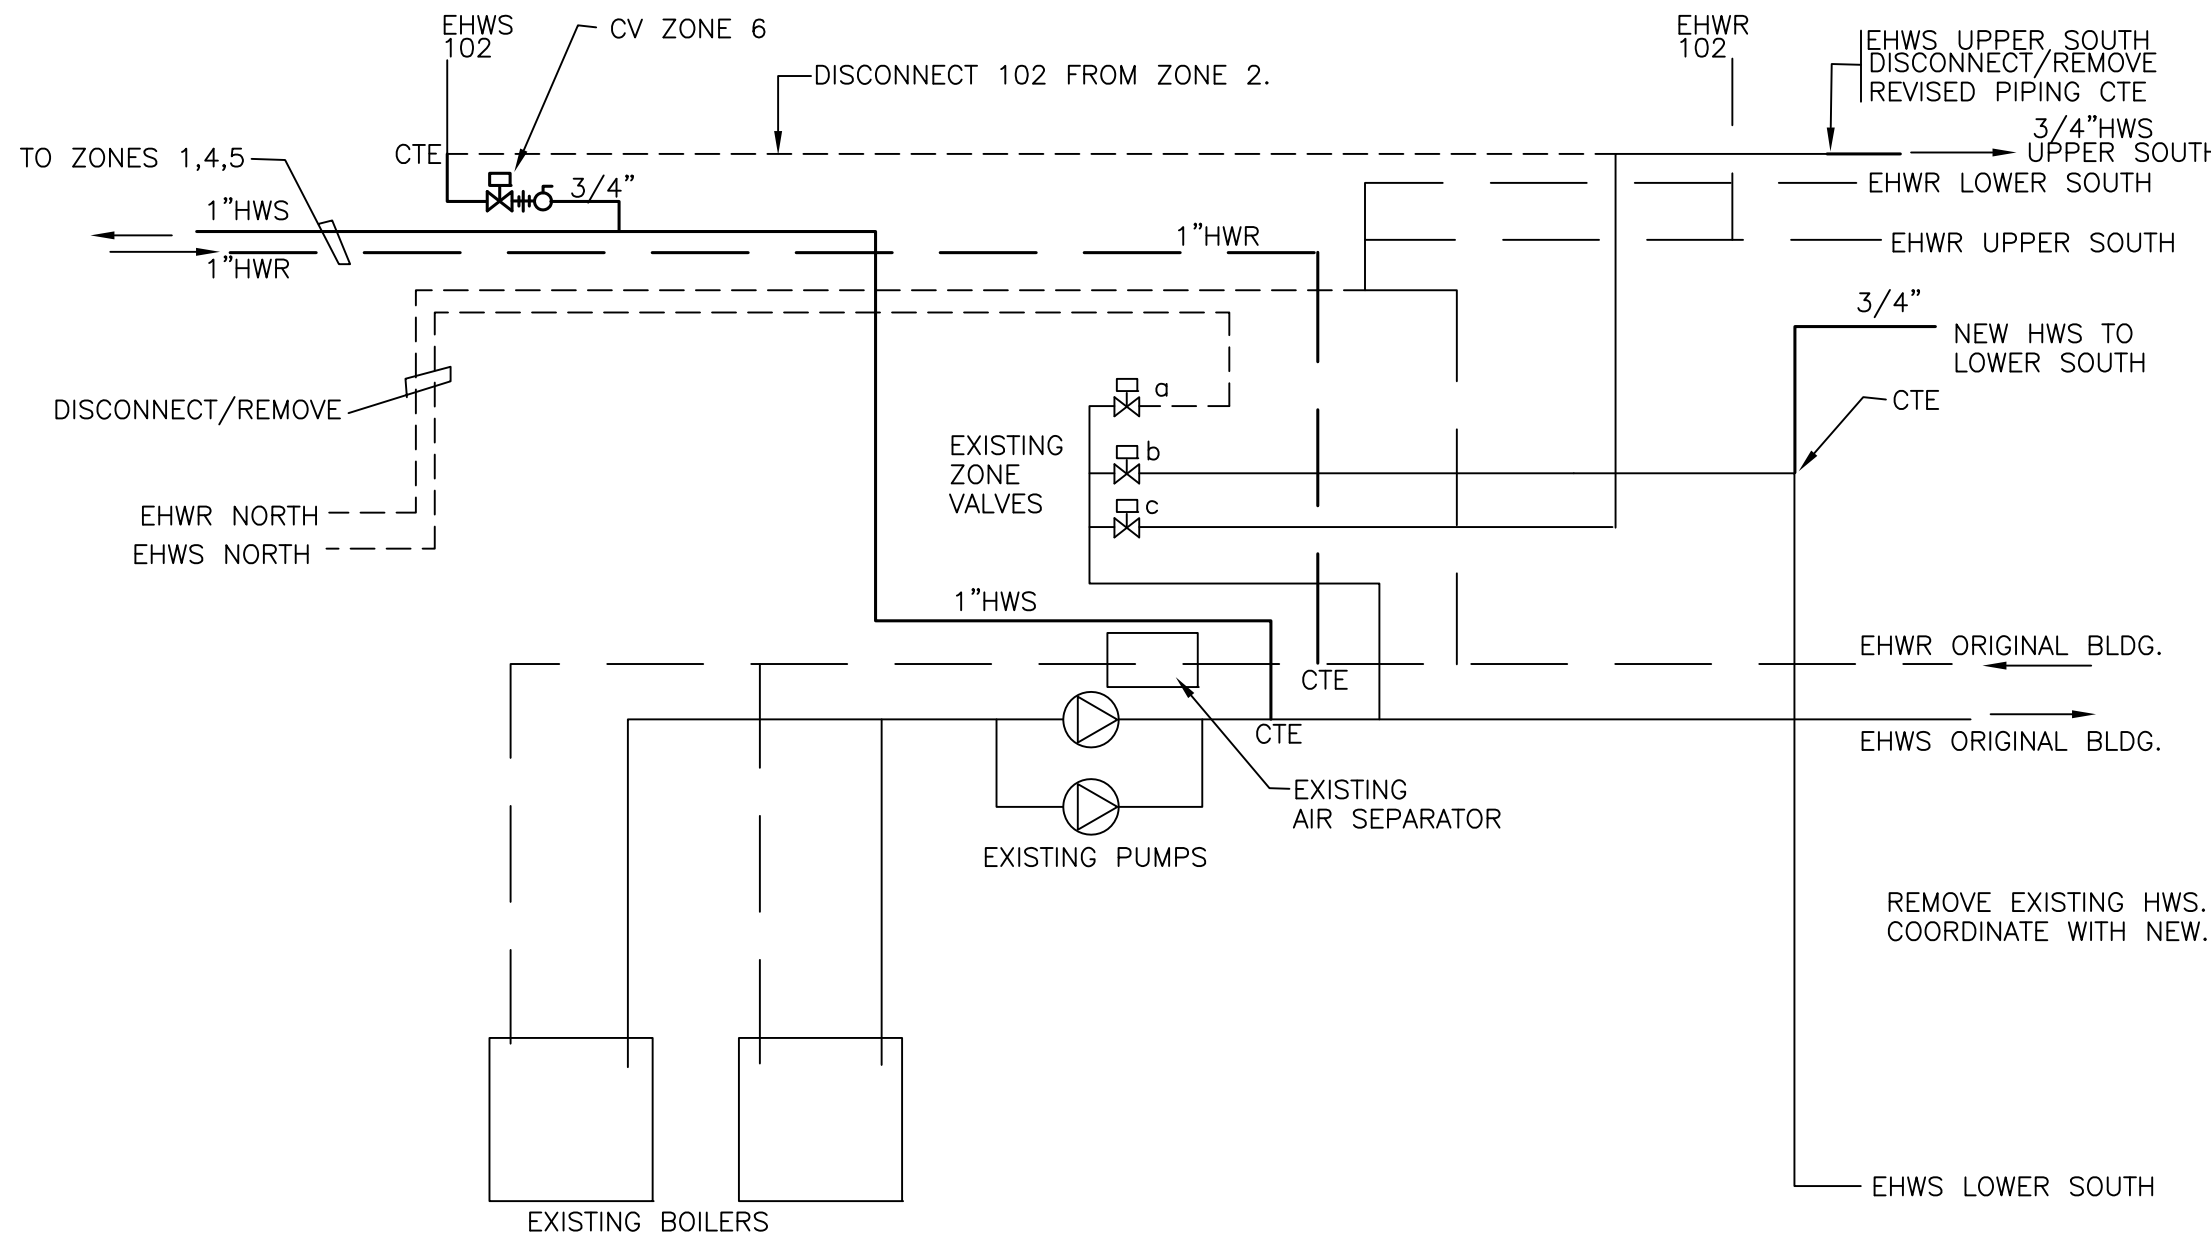 EHWS
102
CV ZONE 6
DISCONNECT 102 FROM ZONE 2.
EHWR
102
EHWS UPPER SOUTH
DISCONNECT/REMOVE
REVISED PIPING CTE
3/4"HWS
UPPER SOUTH
CTE
TO ZONES 1,4,5
3/4"
EHWR LOWER SOUTH
1"HWS
1"HWR
EHWR UPPER SOUTH
1"HWR
3/4"
NEW HWS TO
LOWER SOUTH
DISCONNECT/REMOVE
a
CTE
EXISTING
ZONE
VALVES
b
c
EHWR NORTH
EHWS NORTH
1"HWS
EHWR ORIGINAL BLDG.
CTE
CTE
EHWS ORIGINAL BLDG.
EXISTING
AIR SEPARATOR
EXISTING PUMPS
REMOVE EXISTING HWS.
COORDINATE WITH NEW.
EHWS LOWER SOUTH
EXISTING BOILERS